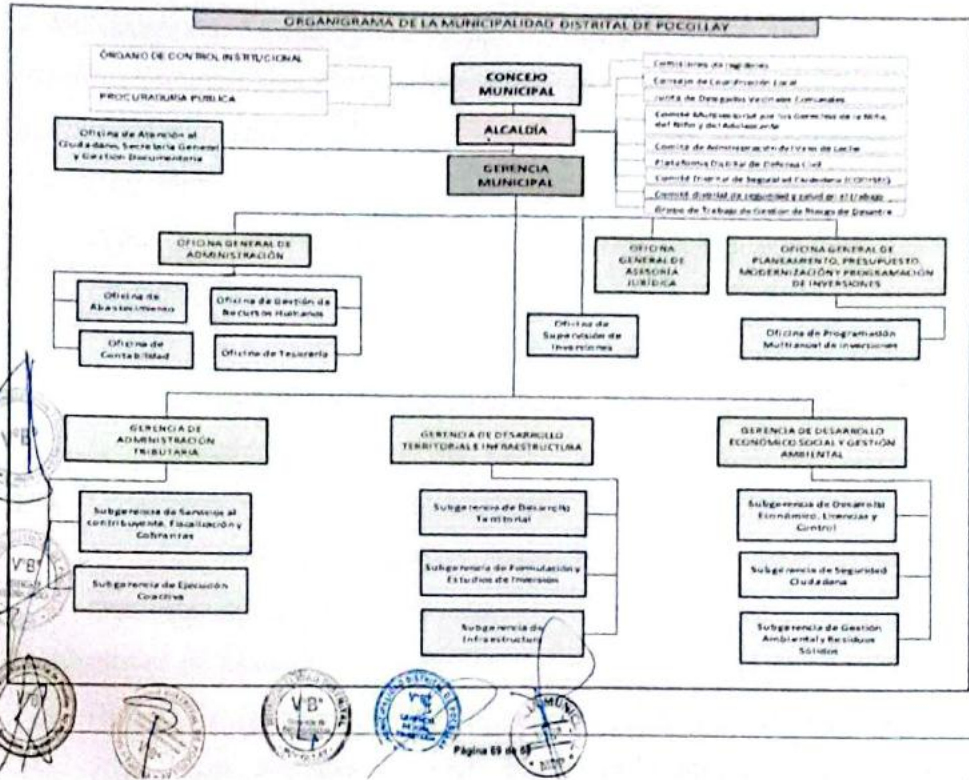 ORGANIGRAMA DE LA MUNICIPALIDAD DISTRITAL DE POCOLLAY
ÓRGANO DE CONTROL INSTITUCIONAL
PROCURADURIA PUBLICA
Oficina de Atención al
Ciudadano, Secretaría General
y Gestión Documentaria
CONCEJO
MUNICIPAL
ALCALDÍA
GERENCIA
MUNICIPAL
Comisiones de regidores
Consejo de Coordinación Local
Junta de Delegados Vecinales Comunales
Comité Multisectorial por los Derechos de la Niña,
del Niño y del Adolescente
Comité de Administración del Vaso de Leche
Plataforma Distrital de Defensa Civil
Comité Distrital de Seguridad Ciudadana (CODISEC)
Comité distrital de seguridad y salud en el trabajo
Grupo de Trabajo de Gestión de Riesgo de Desastre
OFICINA GENERAL DE
ADMINISTRACIÓN
Oficina de
Abastecimiento
Oficina de Gestión de
Recursos Humanos
Oficina de
Contabilidad
Oficina de Tesorería
Oficina de
Supervisión de
Inversiones
OFICINA
GENERAL DE
ASESORÍA
JURÍDICA
OFICINA GENERAL DE
PLANEAMIENTO, PRESUPUESTO,
MODERNIZACIÓN Y PROGRAMACIÓN
DE INVERSIONES
Oficina de Programación
Multianual de Inversiones
GERENCIA DE
ADMINISTRACIÓN
TRIBUTARIA
Subgerencia de Servicios al
contribuyente, Fiscalización y
Cobranzas
Subgerencia de Ejecución
Coactiva
GERENCIA DE DESARROLLO
TERRITORIAL E INFRAESTRUCTURA
Subgerencia de Desarrollo
Territorial
Subgerencia de Formulación y
Estudios de Inversión
Subgerencia de
Infraestructura
GERENCIA DE DESARROLLO
ECONÓMICO SOCIAL Y GESTIÓN
AMBIENTAL
Subgerencia de Desarrollo
Económico, Licencias y
Control
Subgerencia de Seguridad
Ciudadana
Subgerencia de Gestión
Ambiental y Residuos
Sólidos
V°B°
V°B°
V°B°
V°B°
Página 69 de